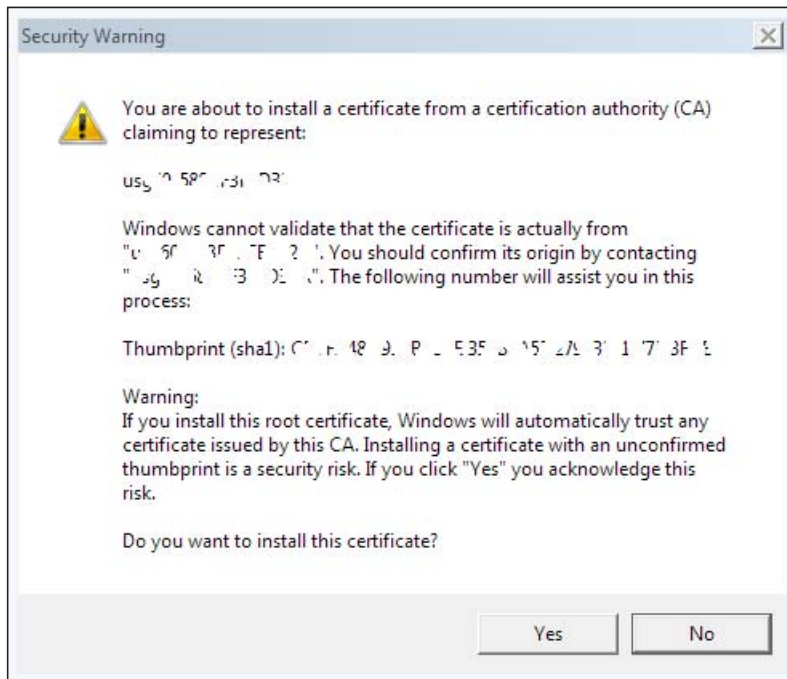 Security Warning
You are about to install a certificate from a certification authority (CA)
claiming to represent:
Windows cannot validate that the certificate is actually from
You should confirm its origin by contacting
The following number will assist you in this
process:
Thumbprint (sha1):
Warning:
If you install this root certificate, Windows will automatically trust any
certificate issued by this CA. Installing a certificate with an unconfirmed
thumbprint is a security risk. If you click "Yes" you acknowledge this
risk.
Do you want to install this certificate?
Yes
No